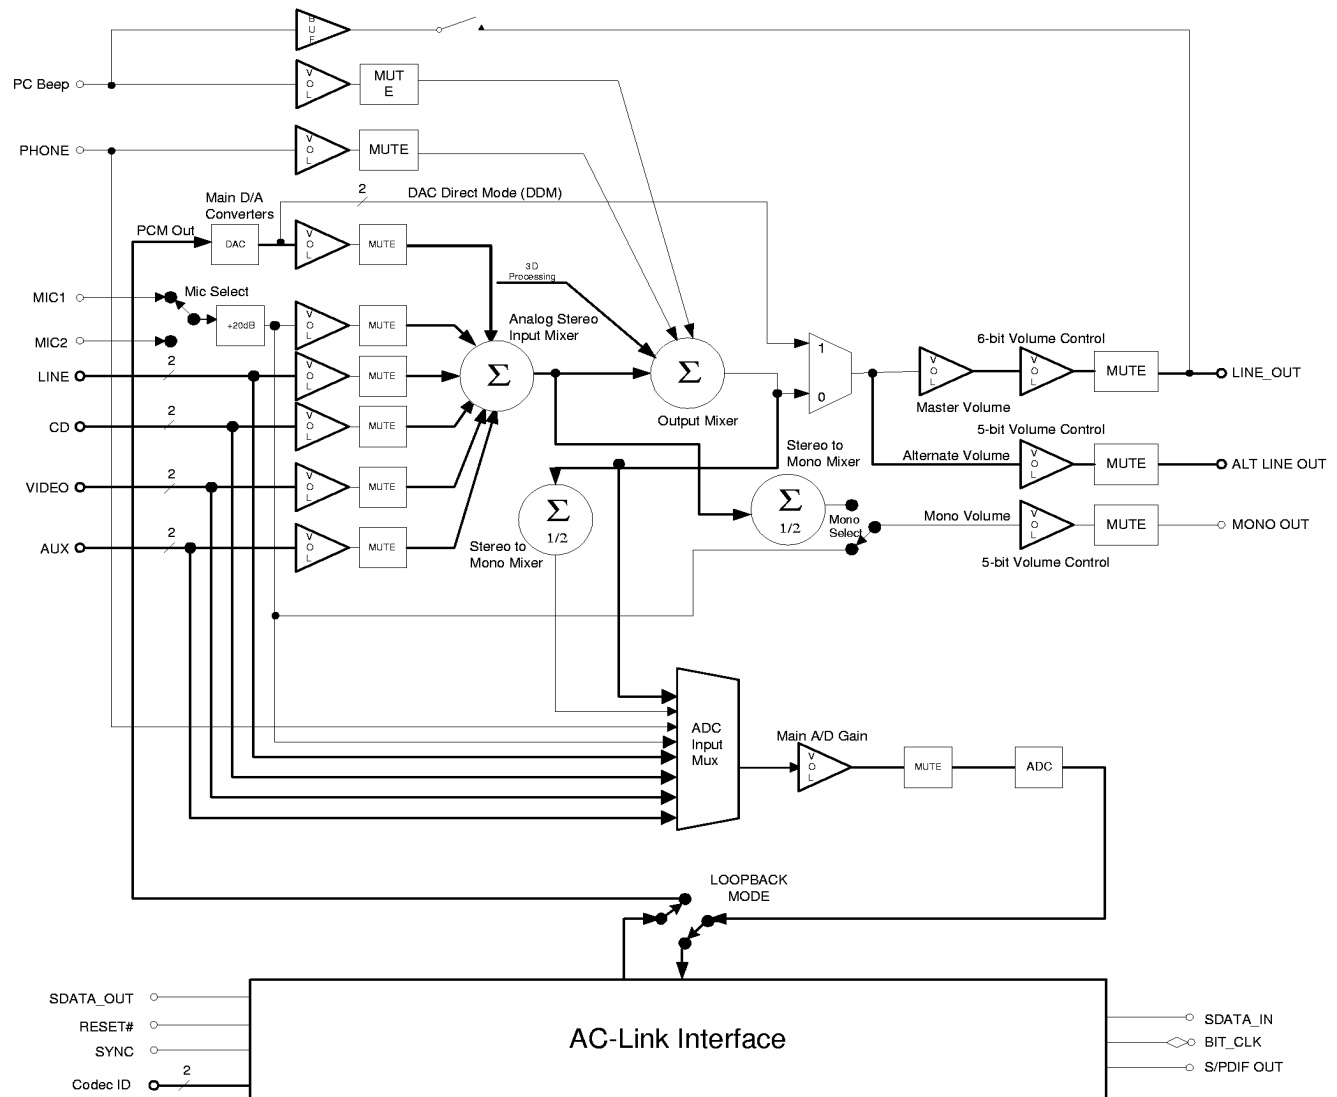 B
U
F
PC Beep
V
O
L
MUT
E
PHONE
V
O
L
MUTE
Main D/A
Converters
2
DAC Direct Mode (DDM)
PCM Out
DAC
V
O
L
MUTE
3D
Processing
MIC1
Mic Select
+20dB
V
O
L
MUTE
Analog Stereo
Input Mixer
MIC2
LINE
2
V
O
L
MUTE
Σ
Σ
Output Mixer
1
0
V
O
L
Master Volume
6-bit Volume Control
V
O
L
MUTE
LINE_OUT
CD
2
V
O
L
MUTE
5-bit Volume Control
Stereo to
Mono Mixer
Alternate Volume
V
O
L
MUTE
ALT LINE OUT
VIDEO
2
V
O
L
MUTE
Σ
1/2
Σ
1/2
Mono
Select
Mono Volume
V
O
L
MUTE
MONO OUT
AUX
2
V
O
L
MUTE
Stereo to
Mono Mixer
5-bit Volume Control
ADC
Input
Mux
Main A/D Gain
V
O
L
MUTE
ADC
LOOPBACK
MODE
SDATA_OUT
RESET#
SYNC
Codec ID
2
AC-Link Interface
SDATA_IN
BIT_CLK
S/PDIF OUT